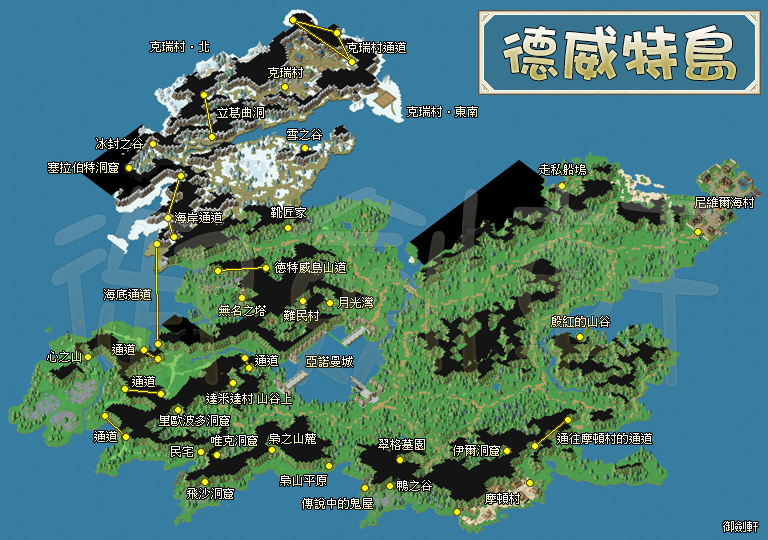 德威特島
克瑞村・北
克瑞村通道
克瑞村
立葛曲洞
克瑞村・東南
冰封之谷
雪之谷
塞拉伯特洞窟
走私船塢
尼維爾海村
海岸通道
靴匠家
德特威島山道
海底通道
無名之塔
難民村
月光灣
殷紅的山谷
通道
心之山
通道
亞諾曼城
通道
達米達村 山谷上
里歐波多洞窟
通道
民宅
唯克洞窟
梟之山麓
翠格墓園
伊爾洞窟
通往摩頓村的通道
飛沙洞窟
梟山平原
鴨之谷
傳說中的鬼屋
摩頓村
御劍軒